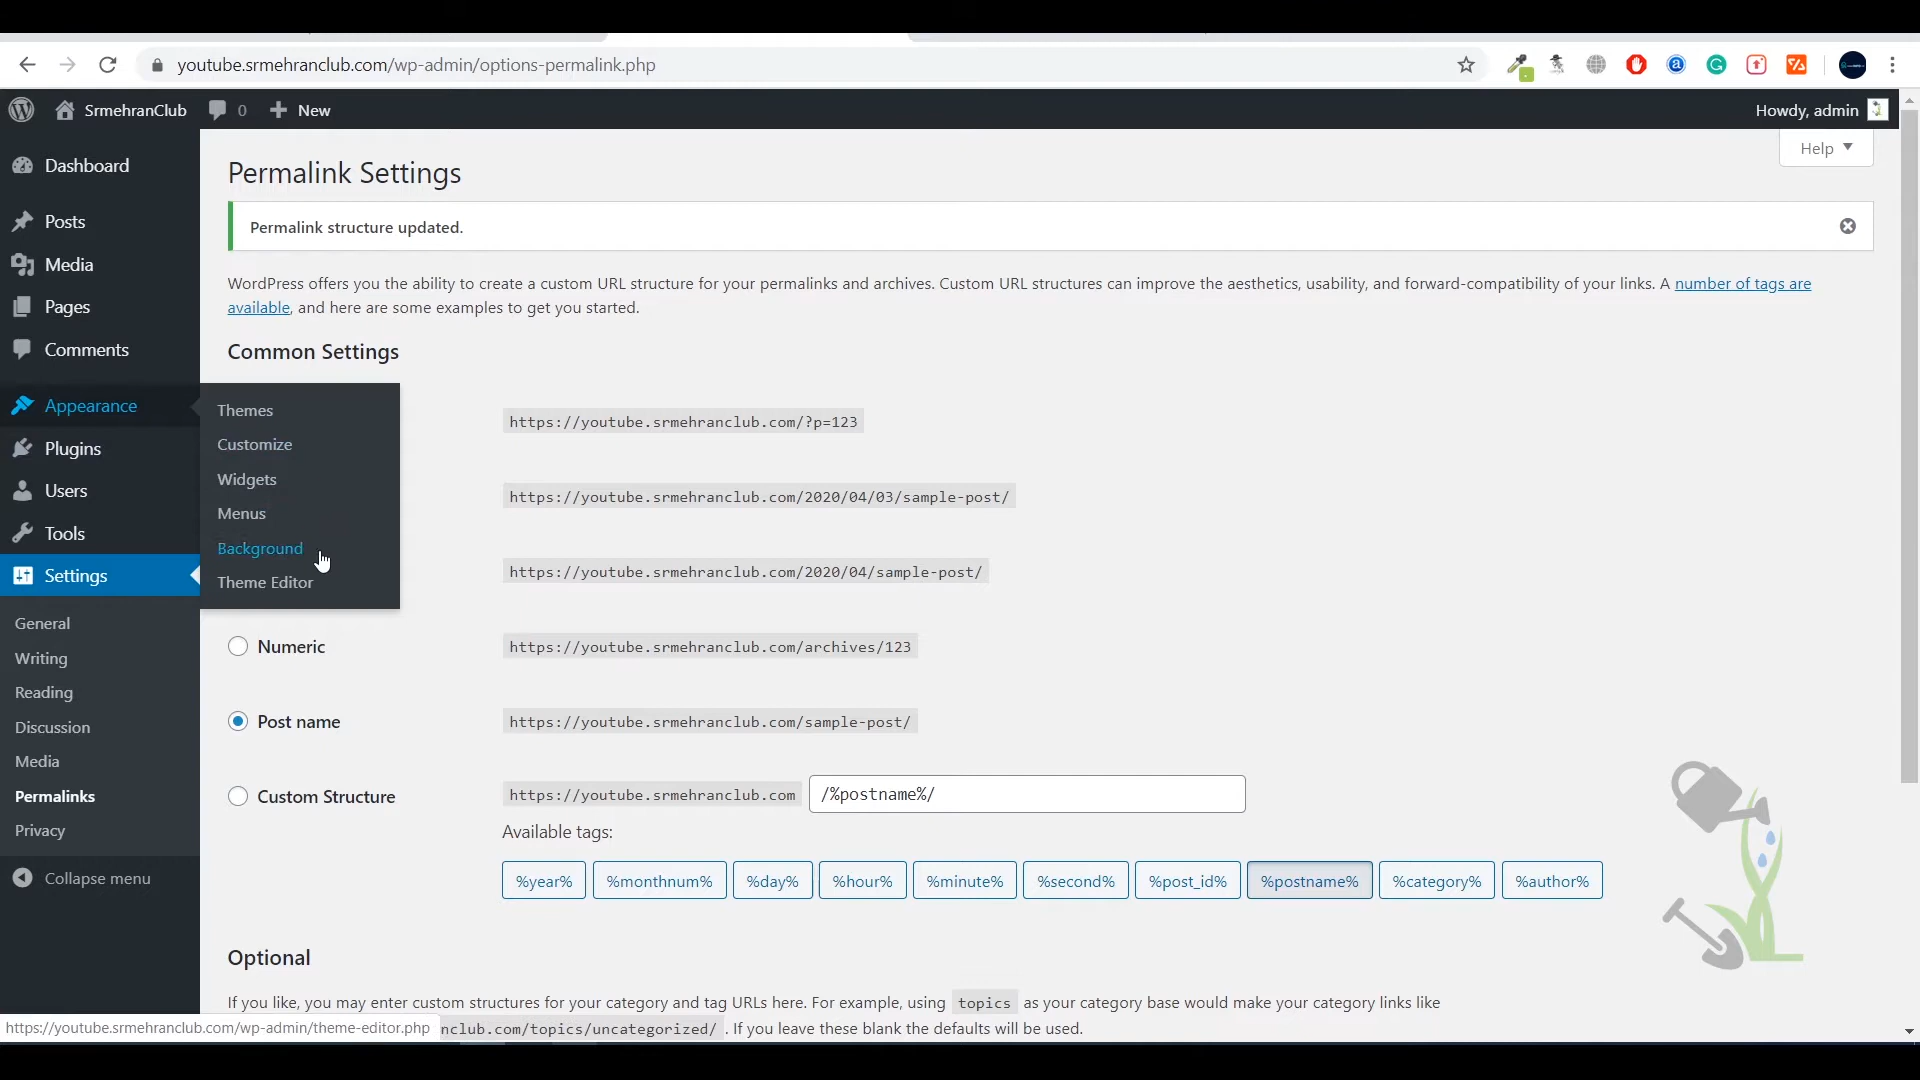 youtube.srmehranclub.com/wp-admin/options-permalink.php
SrmehranClub 0 New Howdy, admin
Help
Dashboard
Posts
Media
Pages
Comments
Appearance
Plugins
Users
Tools
Settings
General
Writing
Reading
Discussion
Media
Permalinks
Privacy
Collapse menu
Themes
Customize
Widgets
Menus
Background
Theme Editor
Permalink Settings
Permalink structure updated.
WordPress offers you the ability to create a custom URL structure for your permalinks and archives. Custom URL structures can improve the aesthetics, usability, and forward-compatibility of your links. A number of tags are
available, and here are some examples to get you started.
Common Settings
https://youtube.srmehranclub.com/?p=123
https://youtube.srmehranclub.com/2020/04/03/sample-post/
https://youtube.srmehranclub.com/2020/04/sample-post/
Numeric https://youtube.srmehranclub.com/archives/123
Post name https://youtube.srmehranclub.com/sample-post/
Custom Structure https://youtube.srmehranclub.com /%postname%/
Available tags:
%year% %monthnum% %day% %hour% %minute% %second% %post_id% %postname% %category% %author%
Optional
If you like, you may enter custom structures for your category and tag URLs here. For example, using topics as your category base would make your category links like
nclub.com/topics/uncategorized/ . If you leave these blank the defaults will be used.
https://youtube.srmehranclub.com/wp-admin/theme-editor.php